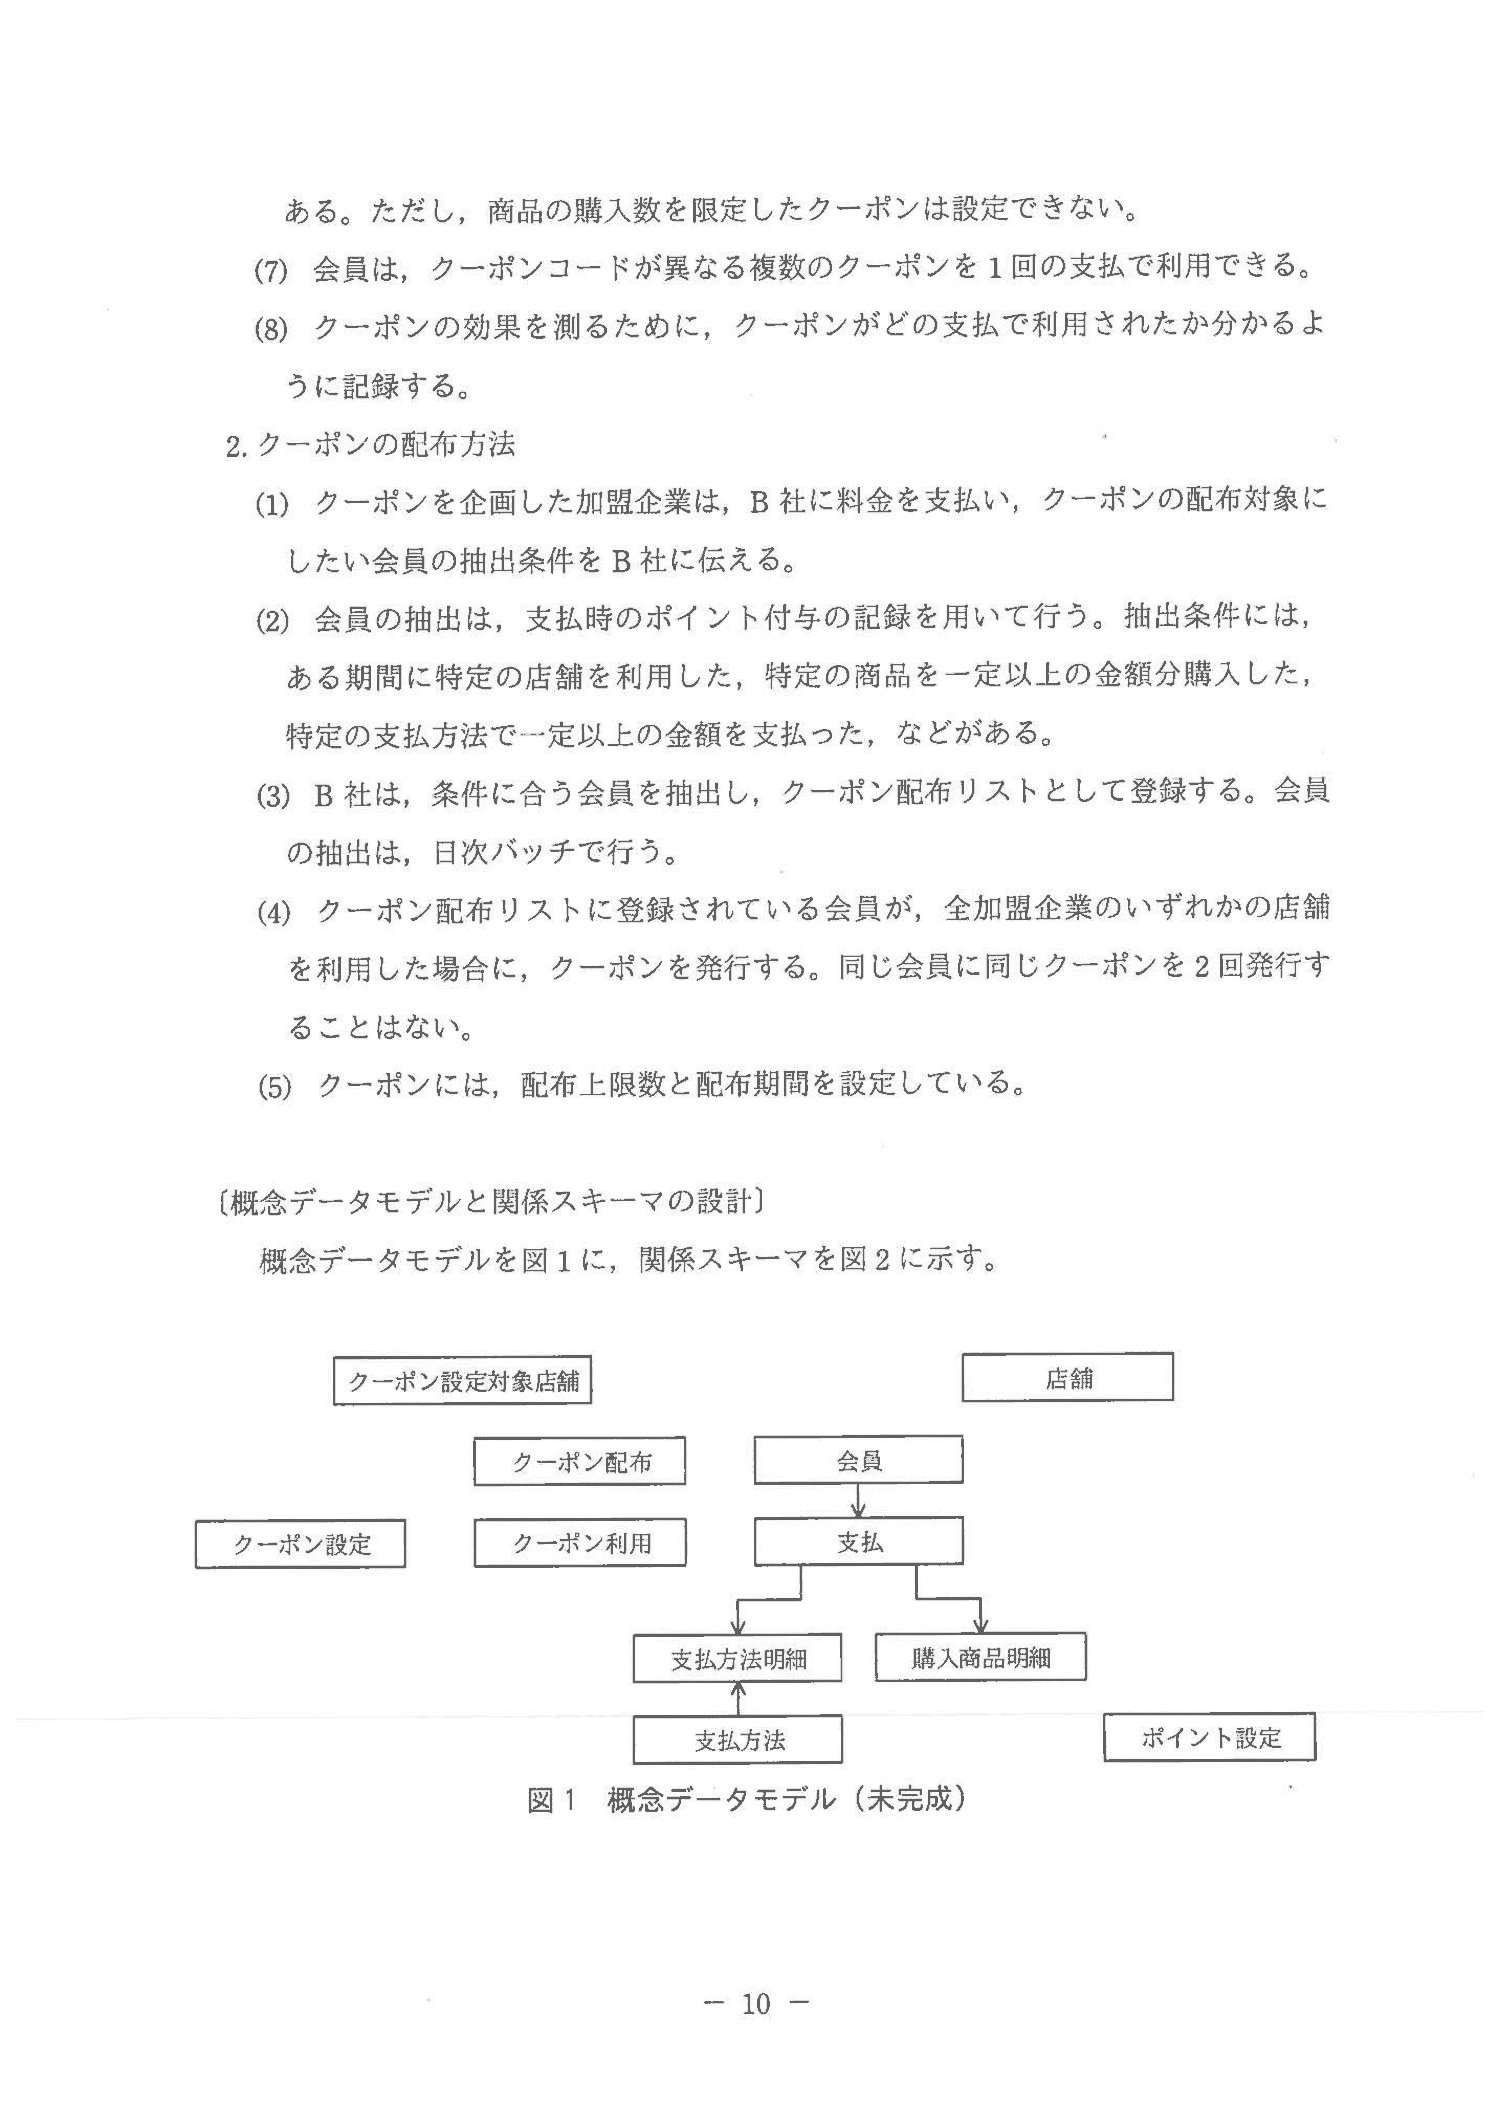 ある。ただし，商品の購入数を限定したクーポンは設定できない。
(7) 会員は，クーポンコードが異なる複数のクーポンを1回の支払で利用できる。
(8) クーポンの効果を測るために，クーポンがどの支払で利用されたか分かるよ
うに記録する。
2. クーポンの配布方法
(1) クーポンを企画した加盟企業は，B社に料金を支払い，クーポンの配布対象に
したい会員の抽出条件をB社に伝える。
(2) 会員の抽出は，支払時のポイント付与の記録を用いて行う。抽出条件には，
ある期間に特定の店舗を利用した，特定の商品を一定以上の金額分購入した，
特定の支払方法で一定以上の金額を支払った，などがある。
(3) B社は，条件に合う会員を抽出し，クーポン配布リストとして登録する。会員
の抽出は，日次バッチで行う。
(4) クーポン配布リストに登録されている会員が，全加盟企業のいずれかの店舗
を利用した場合に，クーポンを発行する。同じ会員に同じクーポンを2回発行す
ることはない。
(5) クーポンには，配布上限数と配布期間を設定している。
〔概念データモデルと関係スキーマの設計〕
概念データモデルを図1に，関係スキーマを図2に示す。
クーポン設定対象店舗
店舗
クーポン配布
会員
クーポン設定
クーポン利用
支払
支払方法明細
購入商品明細
支払方法
ポイント設定
図1 概念データモデル（未完成）
－ 10 －